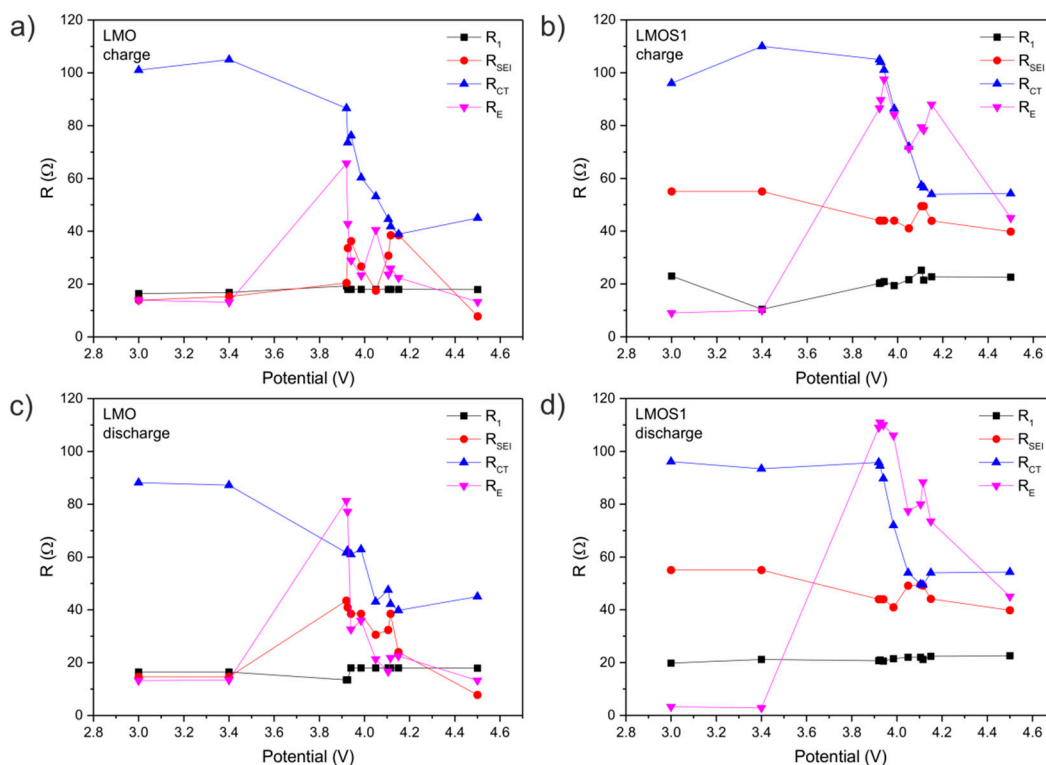 a)
LMO
charge
R1
RSEI
RCT
RE
120
100
80
60
40
20
0
R (Ω)
2.8 3.0 3.2 3.4 3.6 3.8 4.0 4.2 4.4 4.6
Potential (V)
b)
LMOS1
charge
R1
RSEI
RCT
RE
120
100
80
60
40
20
0
R (Ω)
2.8 3.0 3.2 3.4 3.6 3.8 4.0 4.2 4.4 4.6
Potential (V)
c)
LMO
discharge
R1
RSEI
RCT
RE
120
100
80
60
40
20
0
R (Ω)
2.8 3.0 3.2 3.4 3.6 3.8 4.0 4.2 4.4 4.6
Potential (V)
d)
LMOS1
discharge
R1
RSEI
RCT
RE
120
100
80
60
40
20
0
R (Ω)
2.8 3.0 3.2 3.4 3.6 3.8 4.0 4.2 4.4 4.6
Potential (V)